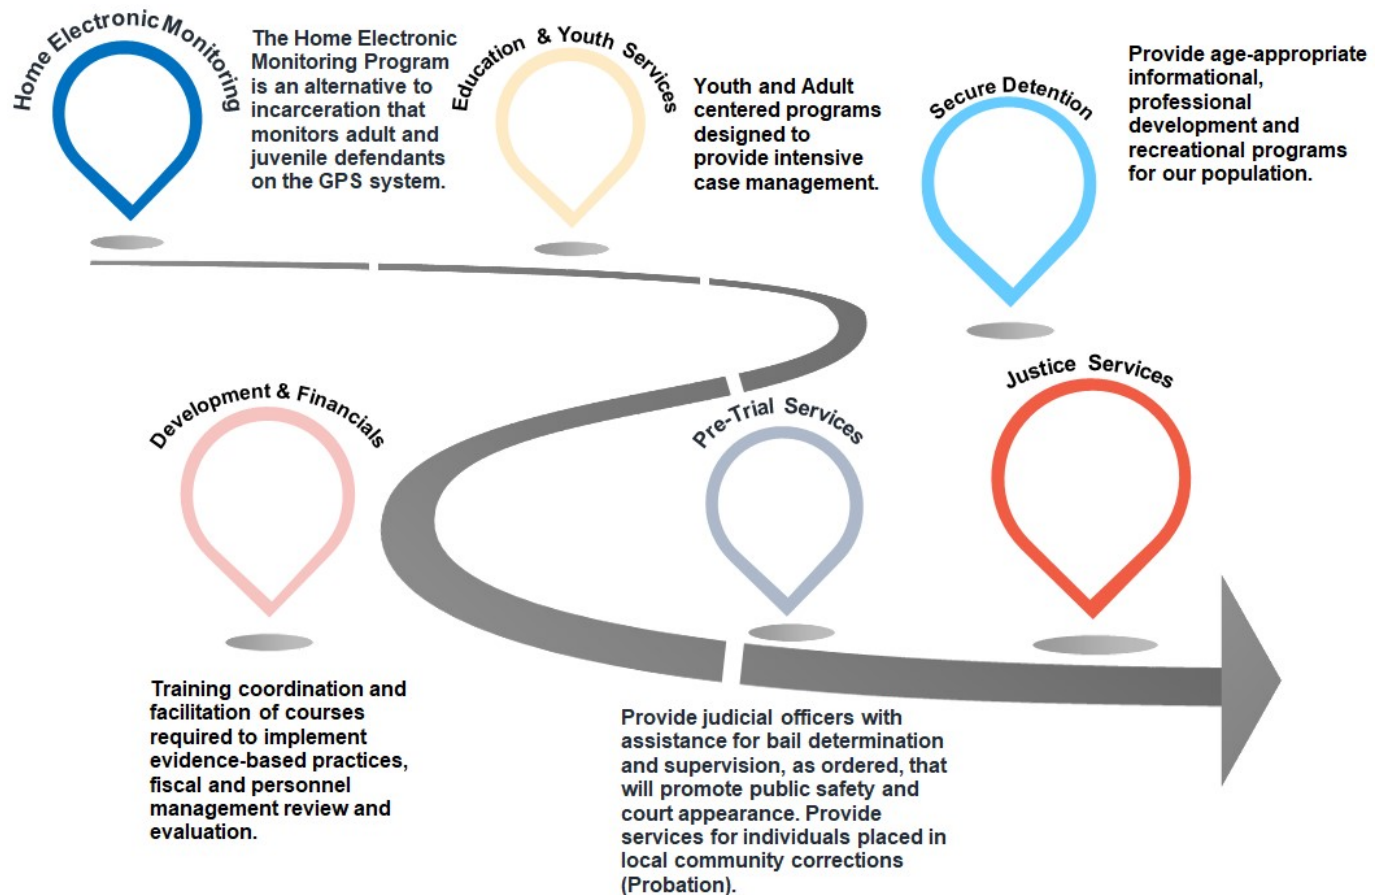 Home Electronic Monitoring
The Home Electronic
Monitoring Program
is an alternative to
incarceration that
monitors adult and
juvenile defendants
on the GPS system.
Education & Youth Services
Youth and Adult
centered programs
designed to
provide intensive
case management.
Secure Detention
Provide age-appropriate
informational,
professional
development and
recreational programs
for our population.
Development & Financials
Training coordination and
facilitation of courses
required to implement
evidence-based practices,
fiscal and personnel
management review and
evaluation.
Pre-Trial Services
Provide judicial officers with
assistance for bail determination
and supervision, as ordered, that
will promote public safety and
court appearance. Provide
services for individuals placed in
local community corrections
(Probation).
Justice Services